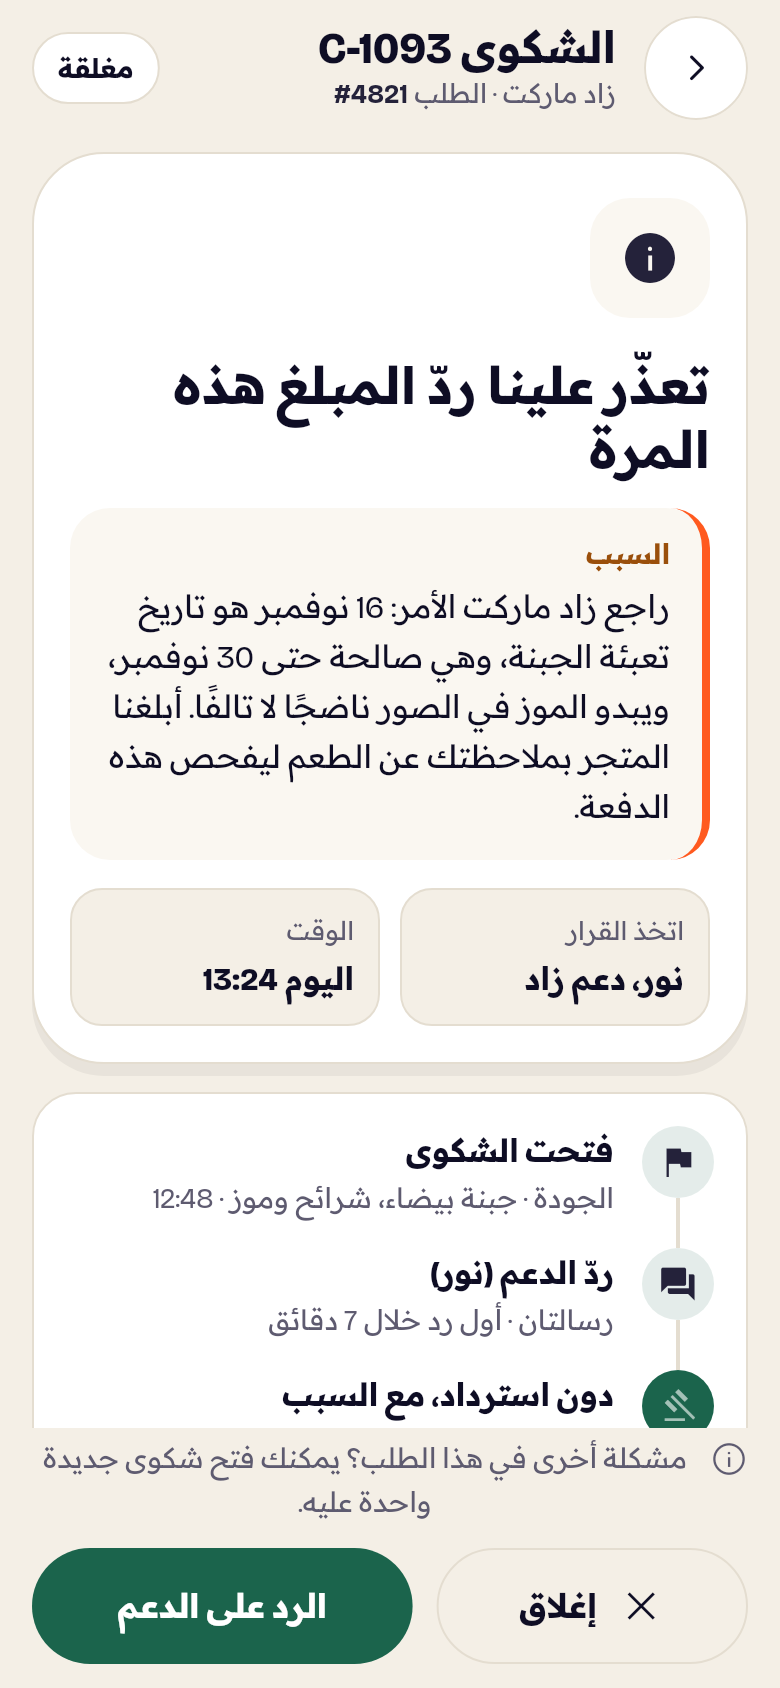 الشكوى C-1093
زاد ماركت · الطلب #4821
مغلقة
تعذّر علينا ردّ المبلغ هذه
المرة
السبب
راجع زاد ماركت الأمر: 16 نوفمبر هو تاريخ
تعبئة الجبنة، وهي صالحة حتى 30 نوفمبر،
ويبدو الموز في الصور ناضجًا لا تالفًا. أبلغنا
المتجر بملاحظتك عن الطعم ليفحص هذه
الدفعة.
اتخذ القرار
نور، دعم زاد
الوقت
اليوم 13:24
فتحت الشكوى
الجودة · جبنة بيضاء، شرائح وموز · 12:48
ردّ الدعم (نور)
رسالتان · أول رد خلال 7 دقائق
دون استرداد، مع السبب
مشكلة أخرى في هذا الطلب؟ يمكنك فتح شكوى جديدة
واحدة عليه.
إغلاق
الرد على الدعم